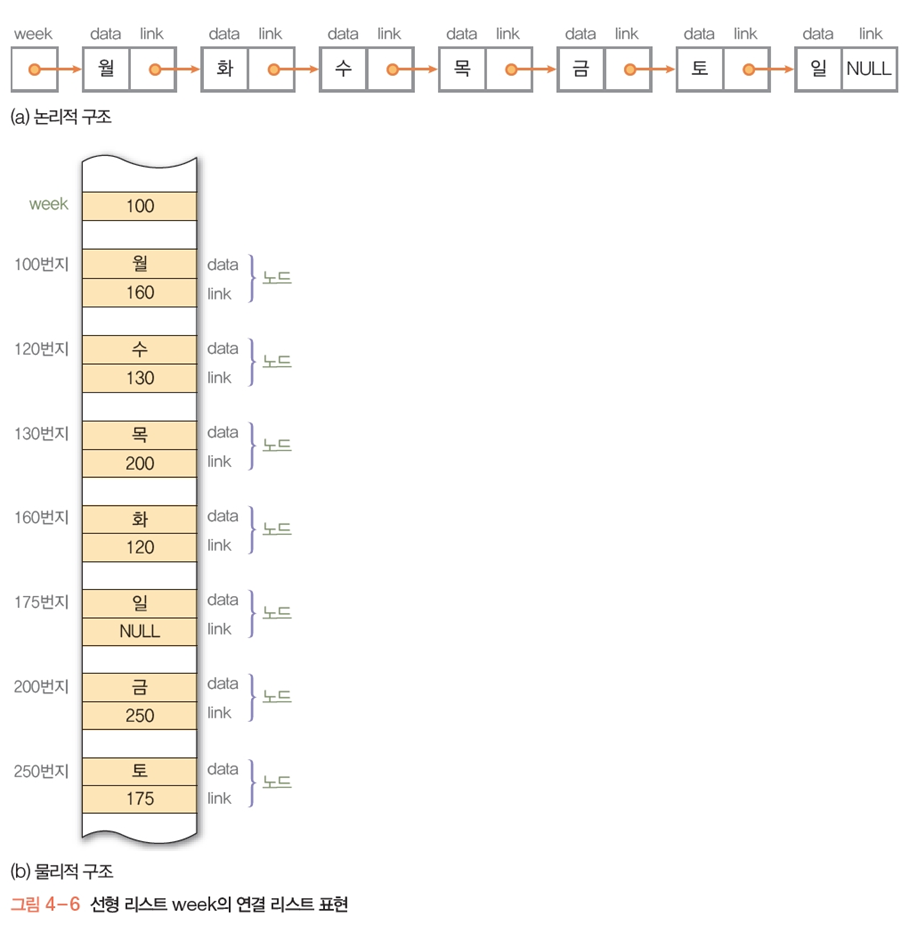 week data link data link data link data link data link data link data link
월 화 수 목 금 토 일 NULL
(a) 논리적 구조
week 100
100번지 월 data 노드
160 link
120번지 수 data 노드
130 link
130번지 목 data 노드
200 link
160번지 화 data 노드
120 link
175번지 일 data 노드
NULL link
200번지 금 data 노드
250 link
250번지 토 data 노드
175 link
(b) 물리적 구조
그림 4-6 선형 리스트 week의 연결 리스트 표현